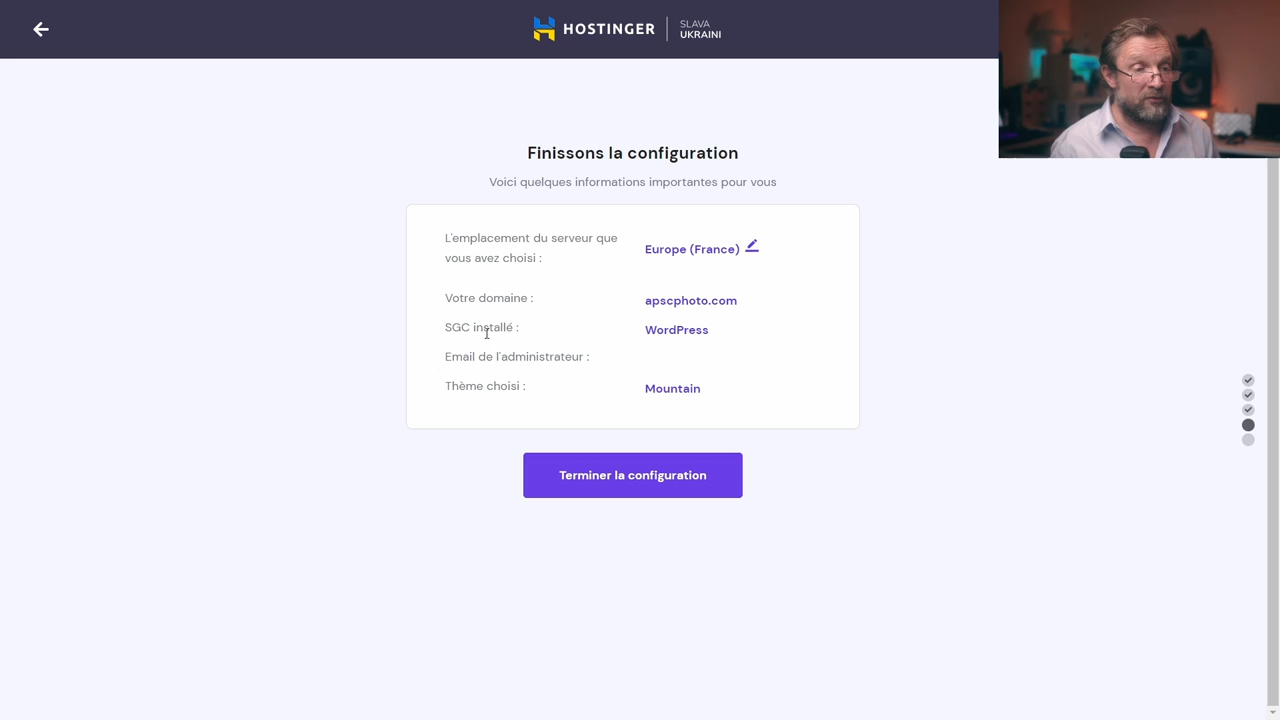 HOSTINGER
SLAVA
UKRAINI
Finissons la configuration
Voici quelques informations importantes pour vous
L'emplacement du serveur que
vous avez choisi :
Europe (France)
Votre domaine :
apscphoto.com
SGC installé :
WordPress
Email de l'administrateur :
Thème choisi :
Mountain
Terminer la configuration